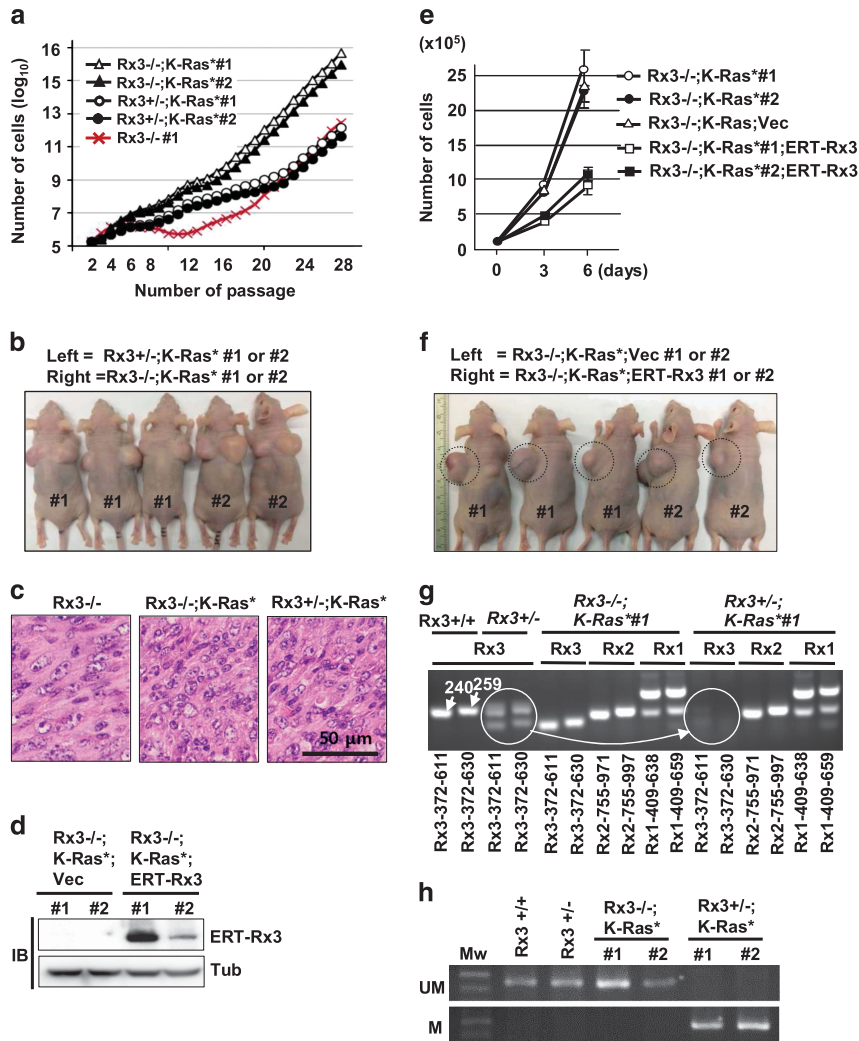 a
Number of cells (log10)
16
15
13
11
9
7
6
5
Rx3-/-;K-Ras*#1
Rx3-/-;K-Ras*#2
Rx3+/-;K-Ras*#1
Rx3+/-;K-Ras*#2
Rx3-/- #1
2 4 6 8 12 16 20 24 28
10
Number of passage
b
Left = Rx3+/-;K-Ras* #1 or #2
Right =Rx3-/-;K-Ras* #1 or #2
#1 #1 #1 #2 #2
c
Rx3-/- Rx3-/-;K-Ras* Rx3+/-;K-Ras*
50 µm
d
Rx3-/-;
K-Ras*;
Vec
Rx3-/-;
K-Ras*;
ERT-Rx3
#1 #2 #1 #2
IB
ERT-Rx3
Tub
e
(x10⁵)
Number of cells
25
20
15
10
5
0
Rx3-/-;K-Ras*#1
Rx3-/-;K-Ras*#2
Rx3-/-;K-Ras;Vec
Rx3-/-;K-Ras*#1;ERT-Rx3
Rx3-/-;K-Ras*#2;ERT-Rx3
0 3 6 (days)
f
Left = Rx3-/-;K-Ras*;Vec #1 or #2
Right = Rx3-/-;K-Ras*;ERT-Rx3 #1 or #2
#1 #1 #1 #2 #2
g
Rx3+/+ Rx3+/-
Rx3-/-;
K-Ras*#1
Rx3+/-;
K-Ras*#1
Rx3 Rx3 Rx2 Rx1 Rx3 Rx2 Rx1
240 259
Rx3-372-611
Rx3-372-630
Rx3-372-611
Rx3-372-630
Rx3-372-611
Rx3-372-630
Rx2-755-971
Rx2-755-997
Rx1-409-638
Rx1-409-659
Rx3-372-611
Rx3-372-630
Rx2-755-971
Rx2-755-997
Rx1-409-638
Rx1-409-659
h
Mw
Rx3 +/+
Rx3 +/-
Rx3-/-;
K-Ras*
Rx3+/-;
K-Ras*
#1 #2 #1 #2
UM
M